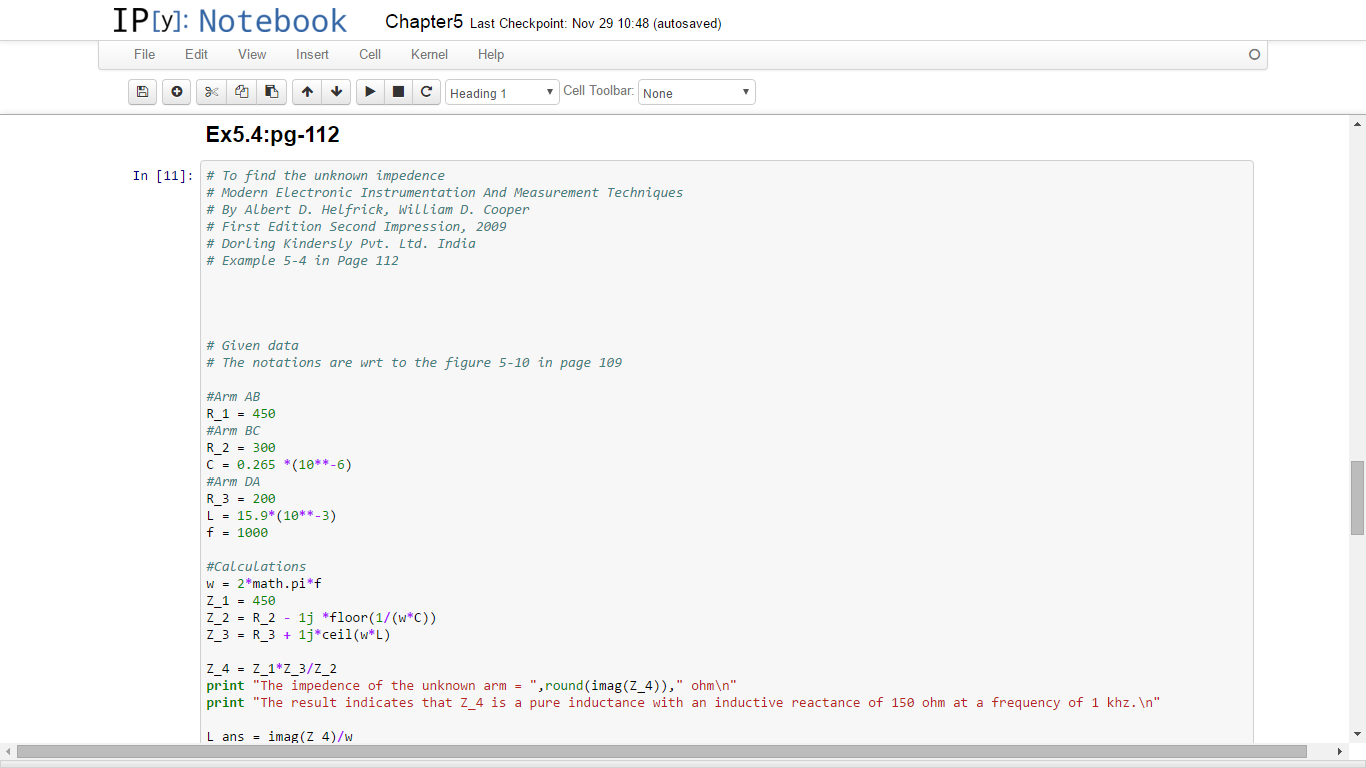 IP[y]: Notebook Chapter5 Last Checkpoint: Nov 29 10:48 (autosaved)
File Edit View Insert Cell Kernel Help
Heading 1 Cell Toolbar: None
Ex5.4:pg-112
In [11]: # To find the unknown impedence
# Modern Electronic Instrumentation And Measurement Techniques
# By Albert D. Helfrick, William D. Cooper
# First Edition Second Impression, 2009
# Dorling Kindersly Pvt. Ltd. India
# Example 5-4 in Page 112
# Given data
# The notations are wrt to the figure 5-10 in page 109
#Arm AB
R_1 = 450
#Arm BC
R_2 = 300
C = 0.265 *(10**-6)
#Arm DA
R_3 = 200
L = 15.9*(10**-3)
f = 1000
#Calculations
w = 2*math.pi*f
Z_1 = 450
Z_2 = R_2 - 1j *floor(1/(w*C))
Z_3 = R_3 + 1j*ceil(w*L)
Z_4 = Z_1*Z_3/Z_2
print "The impedence of the unknown arm = ",round(imag(Z_4))," ohm\n"
print "The result indicates that Z_4 is a pure inductance with an inductive reactance of 150 ohm at a frequency of 1 khz.\n"
L_ans = imag(Z_4)/w